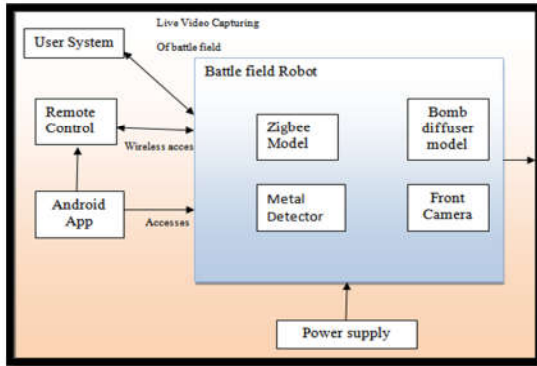 Live Video Capturing
Of battle field
User System
Battle field Robot
Remote
Control
Wireless acces
Zigbee
Model
Bomb
diffuser
model
Android
App
Accesses
Metal
Detector
Front
Camera
Power supply